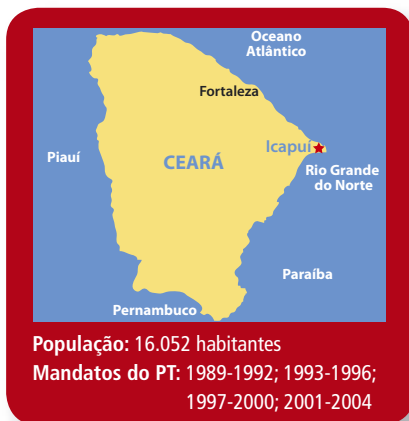 Oceano
Atlântico
Fortaleza
Icapuí
Piauí
CEARÁ
Rio Grande
do Norte
Paraíba
Pernambuco
População: 16.052 habitantes
Mandatos do PT: 1989-1992; 1993-1996;
1997-2000; 2001-2004